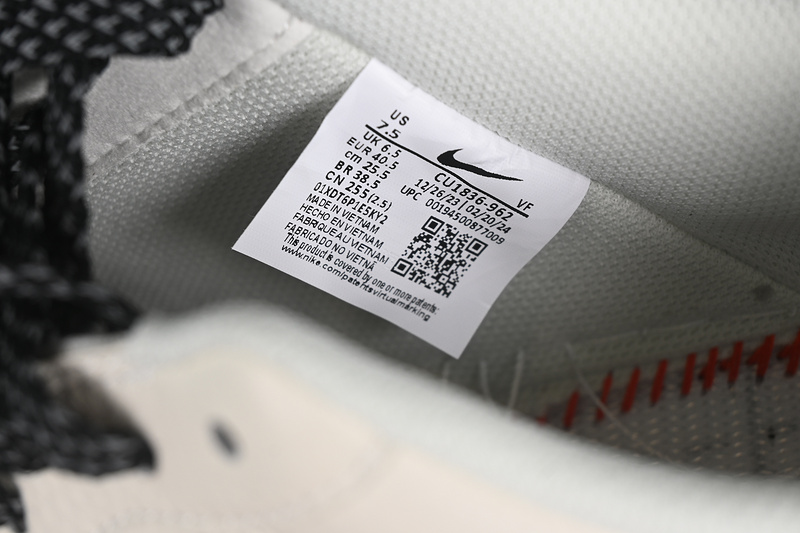 US
7.5
UK 6.5
EUR 40.5
cm 25.5
BR 38.5
CN 255(2.5)
01XDT6P1E5KY2
MADE IN VIETNAM
HECHO EN VIETNAM
FABRIQUE AU VIETNAM
FABRICADO NO VIETNÃ
This product is covered by one or more patents:
www.nike.com/patentsvirtualmarking
CU1836-962 VF
12/26/23 | 02/20/24
UPC 00194500877009